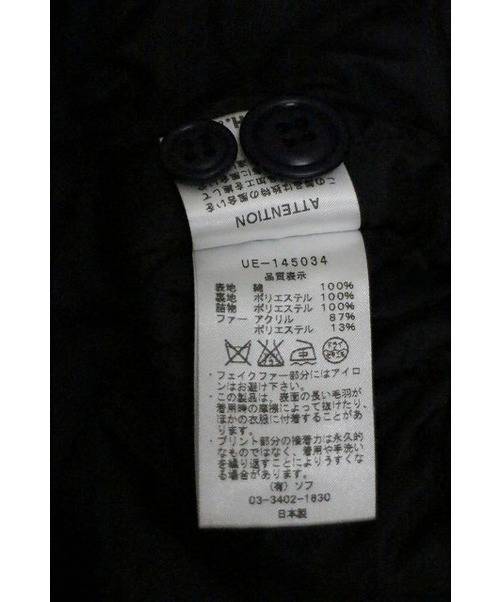 ATTENTION
UE-145034
品質表示
表地 綿 100%
裏地 ポリエステル 100%
詰物 ポリエステル 100%
ファー アクリル 87%
ポリエステル 13%
・フェイクファー部分にはアイロ
ンはお避け下さい。
・この製品は、表面の長い毛羽が
着用時の摩擦によって抜けたり、
ほかの衣服に付着することがあ
ります。
・プリント部分の接着力は永久的
なものではなく、着用や手洗い
を繰り返すことによりうすくな
る場合があります。
(有)ソフ
03-3402-1830
日本製